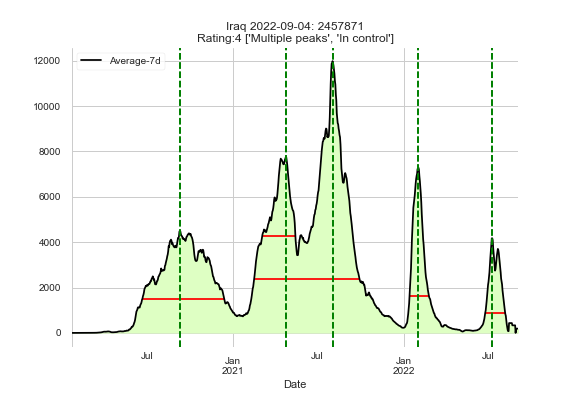 Iraq 2022-09-04: 2457871
Rating:4 ['Multiple peaks', 'In control']
Average-7d
12000
10000
8000
6000
4000
2000
0
Jul
Jan
2021
Jul
Jan
2022
Jul
Date